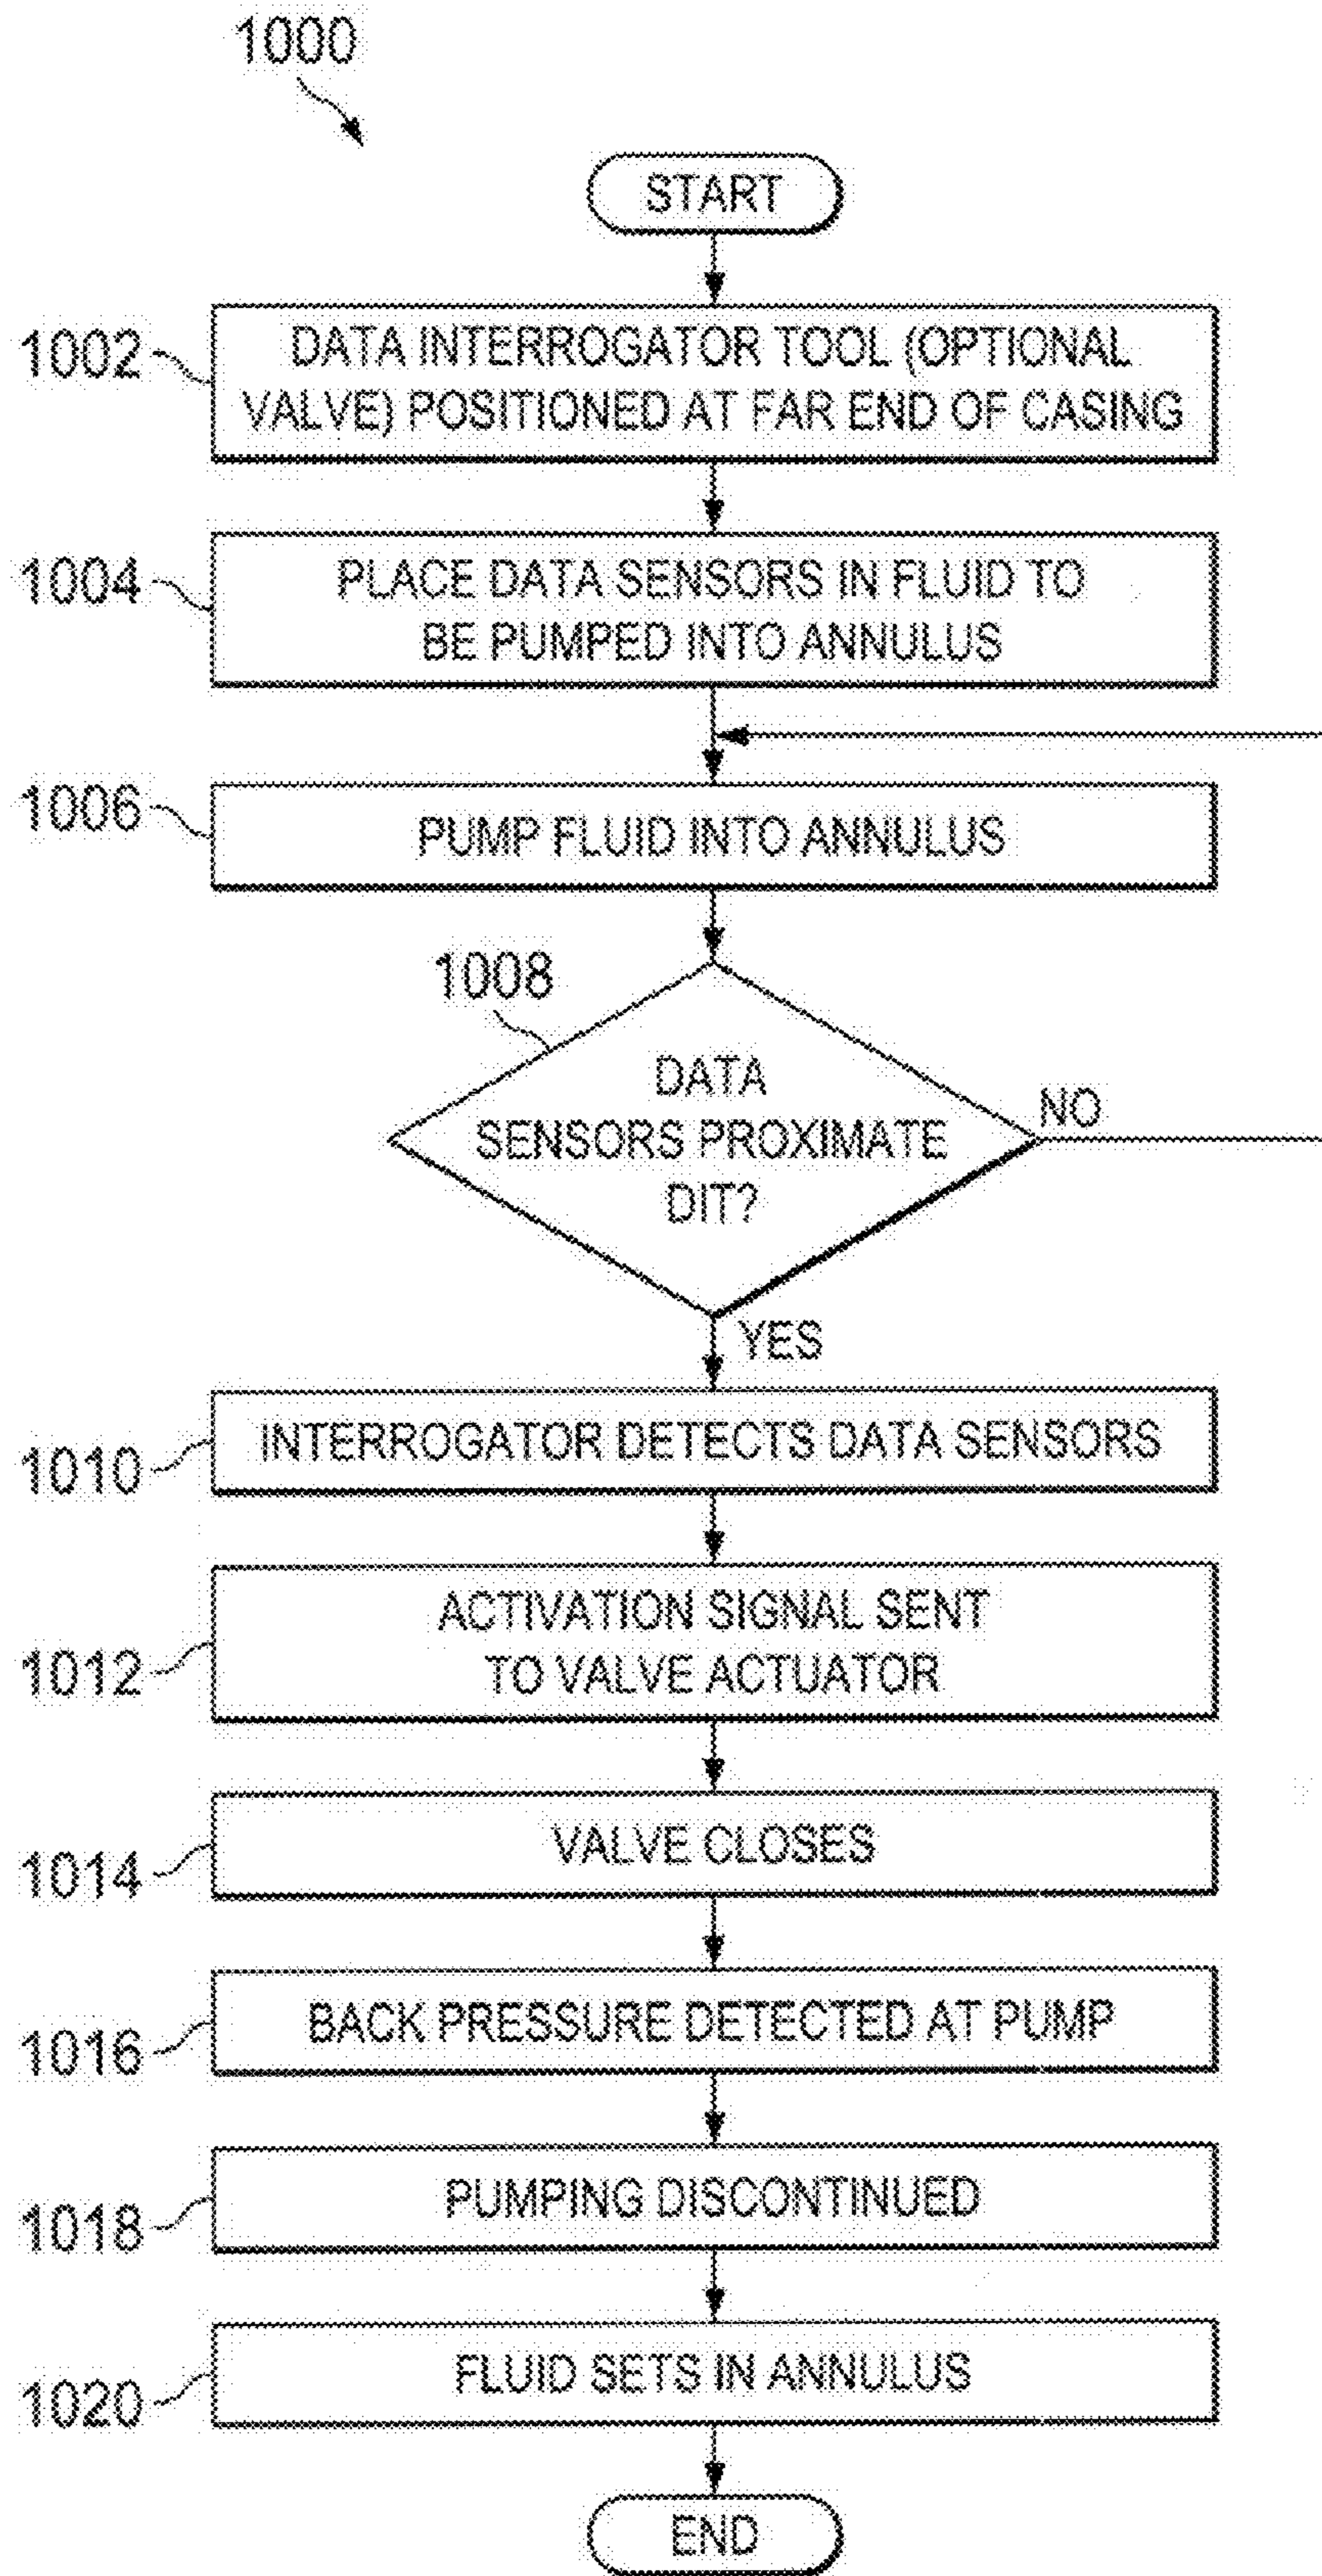 1000
START
1002
DATA INTERROGATOR TOOL (OPTIONAL
VALVE) POSITIONED AT FAR END OF CASING
1004
PLACE DATA SENSORS IN FLUID TO
BE PUMPED INTO ANNULUS
1006
PUMP FLUID INTO ANNULUS
1008
DATA
SENSORS PROXIMATE
DIT?
NO
YES
1010
INTERROGATOR DETECTS DATA SENSORS
1012
ACTIVATION SIGNAL SENT
TO VALVE ACTUATOR
1014
VALVE CLOSES
1016
BACK PRESSURE DETECTED AT PUMP
1018
PUMPING DISCONTINUED
1020
FLUID SETS IN ANNULUS
END